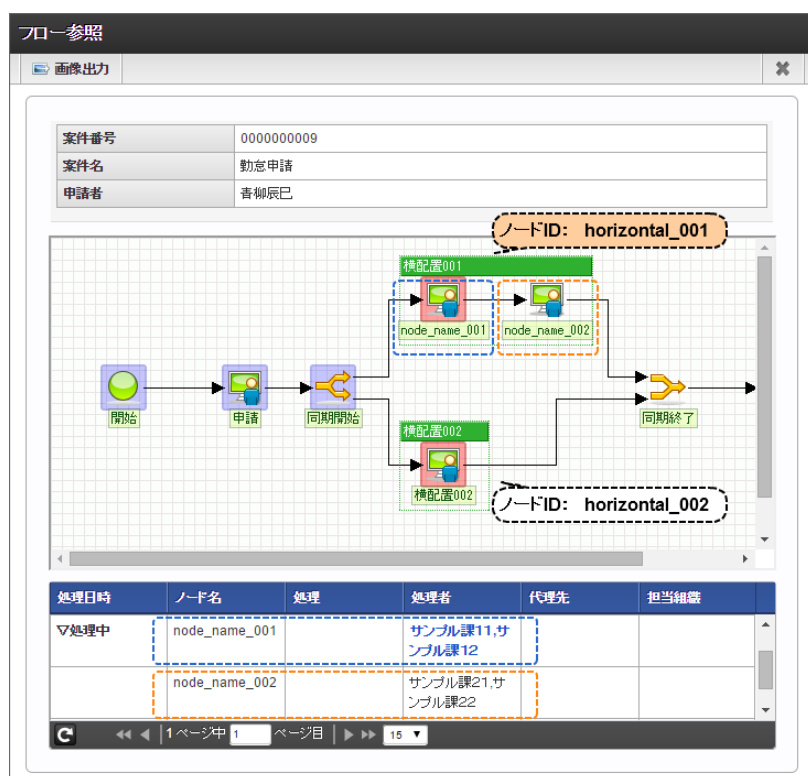 フロー参照
画像出力
案件番号 0000000009
案件名 勤怠申請
申請者 青柳辰巳
ノードID： horizontal_001
横配置001
node_name_001 node_name_002
開始 申請 同期開始 同期終了
横配置002
横配置002
ノードID： horizontal_002
処理日時 ノード名 処理 処理者 代理先 担当組織
▽処理中 node_name_001 サンプル課11,サ
ンプル課12
node_name_002 サンプル課21,サ
ンプル課22
1 ページ中 1 ページ目 15